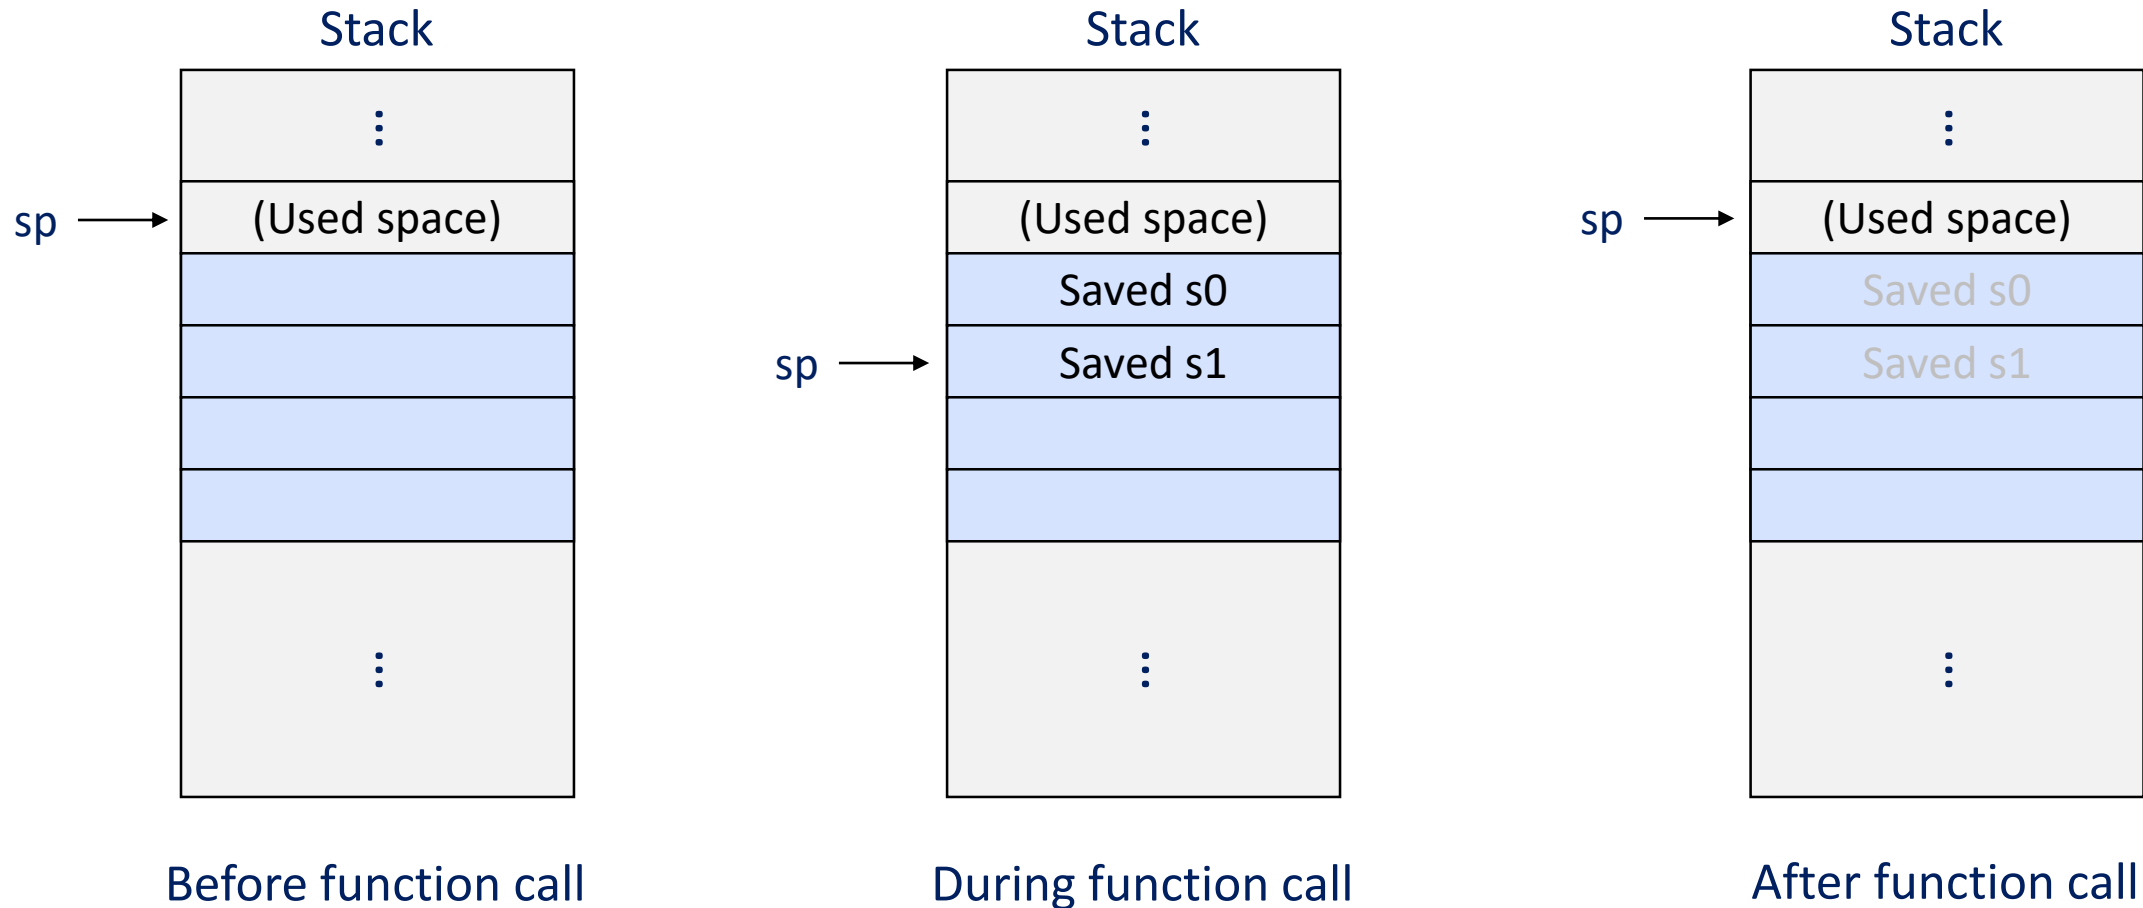 Stack
⋮
sp
(Used space)
⋮
Before function call
Stack
⋮
(Used space)
Saved s0
sp
Saved s1
⋮
During function call
Stack
⋮
sp
(Used space)
Saved s0
Saved s1
⋮
After function call